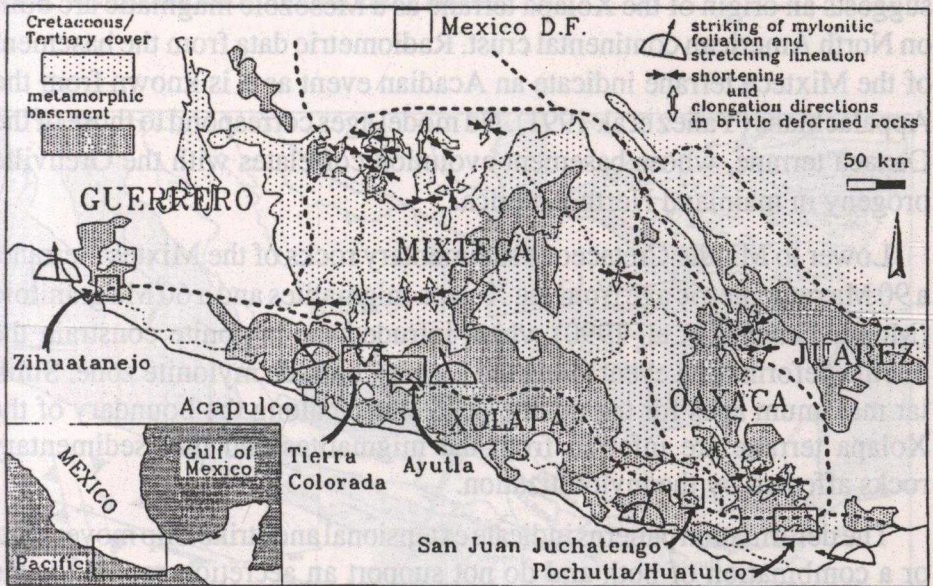 Cretaceous/
Tertiary cover
metamorphic
basement
Mexico D.F.
striking of mylonitic
foliation and
stretching lineation
shortening
and
elongation directions
in brittle deformed rocks
50 km
GUERRERO
MIXTECA
JUAREZ
OAXACA
XOLAPA
Zihuatanejo
Acapulco
Tierra
Colorada
Ayutla
San Juan Juchatengo
Pochutla/Huatulco
MEXICO
Gulf of
Mexico
Pacific